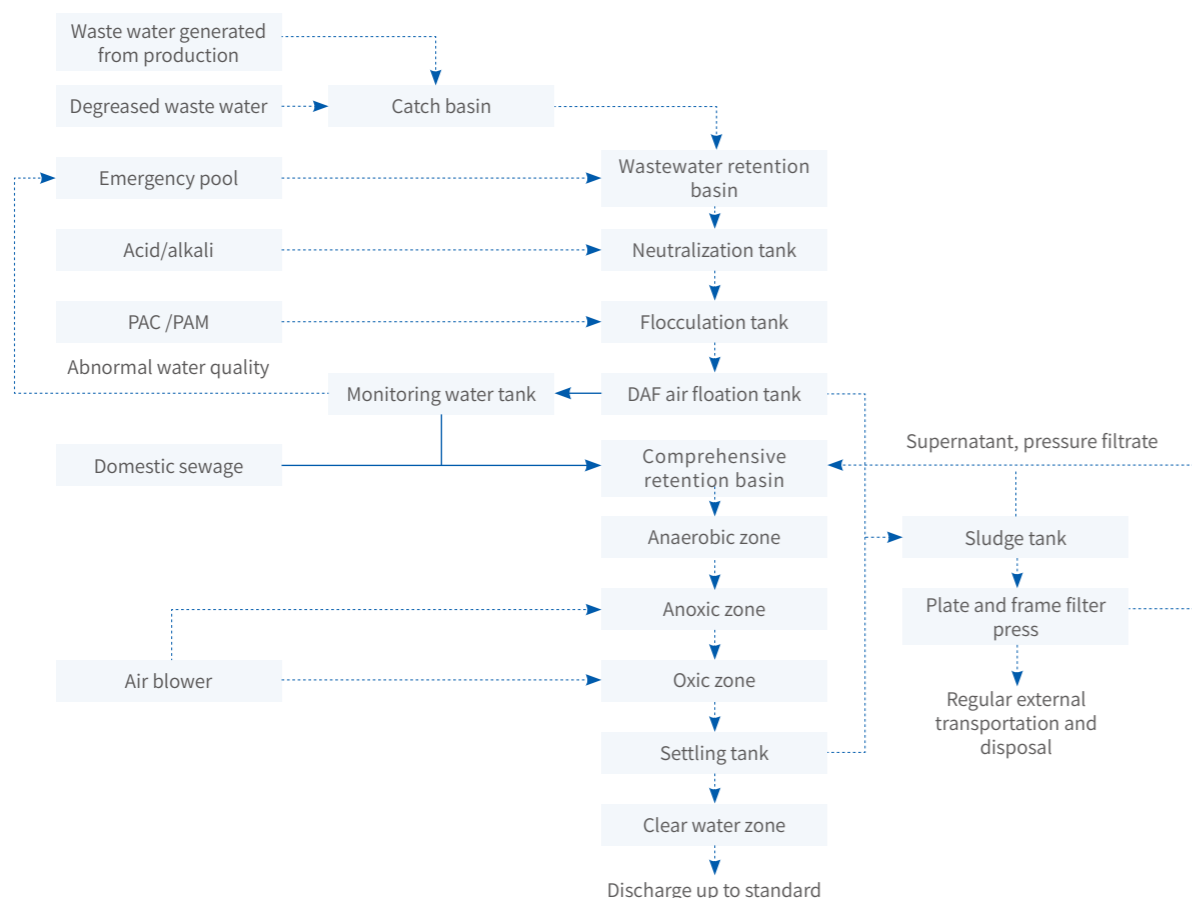 Waste water generated
from production
Degreased waste water
Catch basin
Emergency pool
Wastewater retention
basin
Acid/alkali
Neutralization tank
PAC /PAM
Flocculation tank
Abnormal water quality
Monitoring water tank
DAF air floation tank
Supernatant, pressure filtrate
Domestic sewage
Comprehensive
retention basin
Anaerobic zone
Sludge tank
Anoxic zone
Plate and frame filter
press
Air blower
Oxic zone
Regular external
transportation and
disposal
Settling tank
Clear water zone
Discharge up to standard